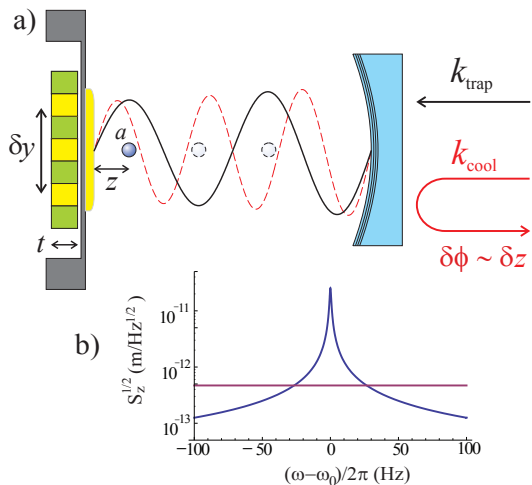 a)
k_trap
a
δy
z
k_cool
t
δϕ ~ δz
b)
S_z^1/2 (m/Hz^1/2)
10^-11
10^-12
10^-13
-100 -50 0 50 100
(ω-ω_0)/2π (Hz)